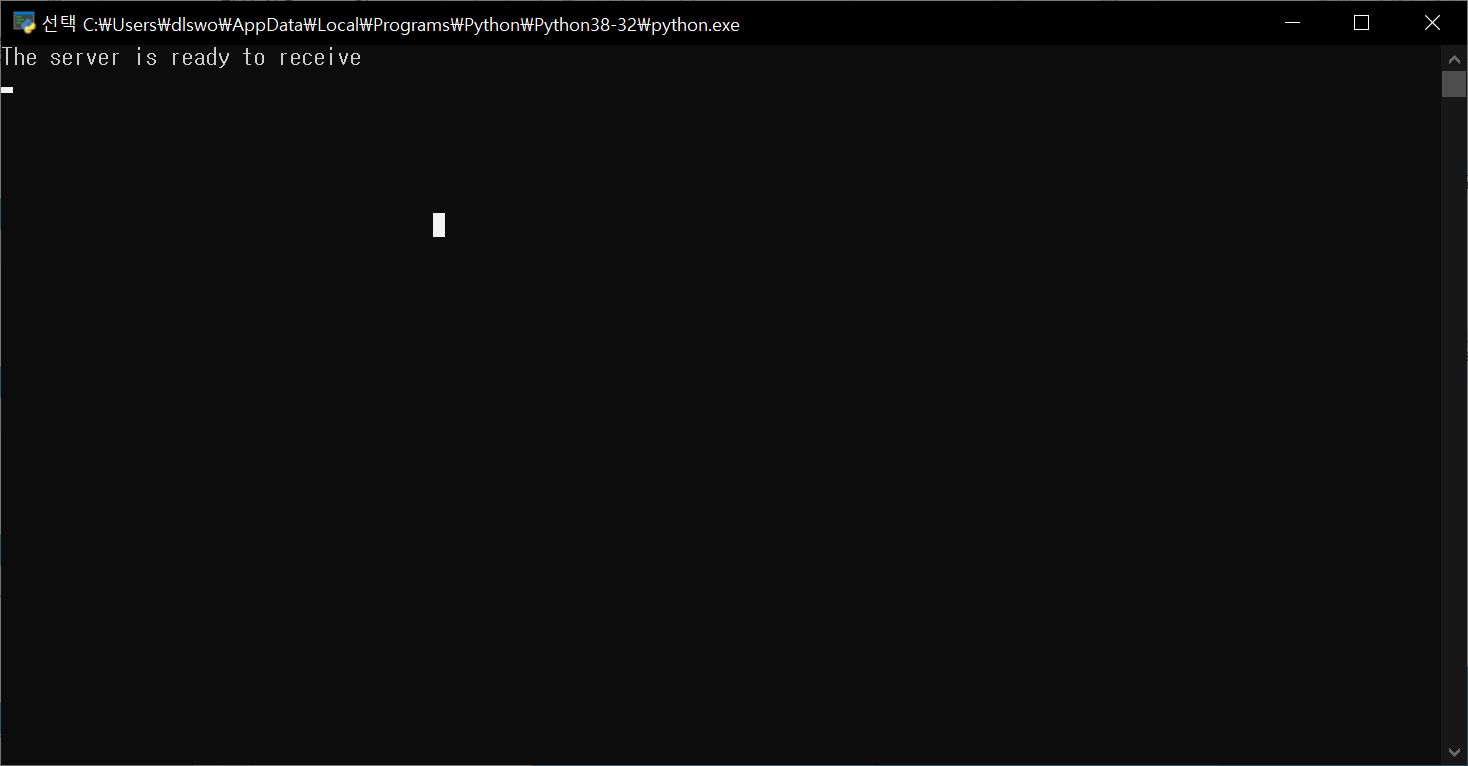 선택 C:₩Users₩dlswo₩AppData₩Local₩Programs₩Python₩Python38-32₩python.exe
The server is ready to receive